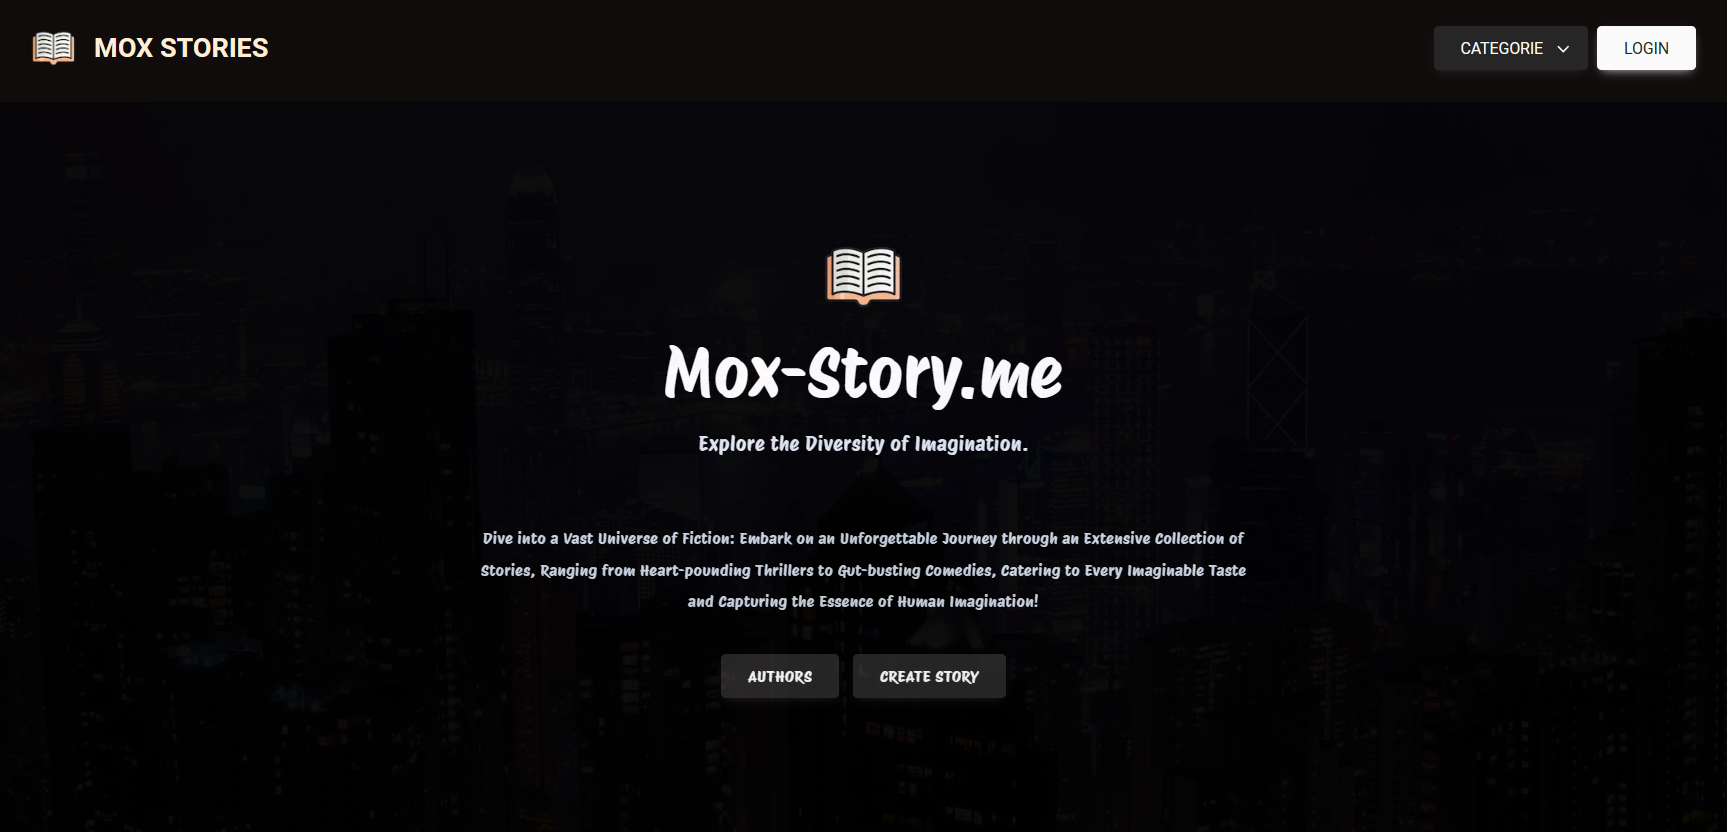 MOX STORIES
CATEGORIE
LOGIN
Mox-Story.me
Explore the Diversity of Imagination.
Dive into a Vast Universe of Fiction: Embark on an Unforgettable Journey through an Extensive Collection of
Stories, Ranging from Heart-pounding Thrillers to Gut-busting Comedies, Catering to Every Imaginable Taste
and Capturing the Essence of Human Imagination!
AUTHORS
CREATE STORY